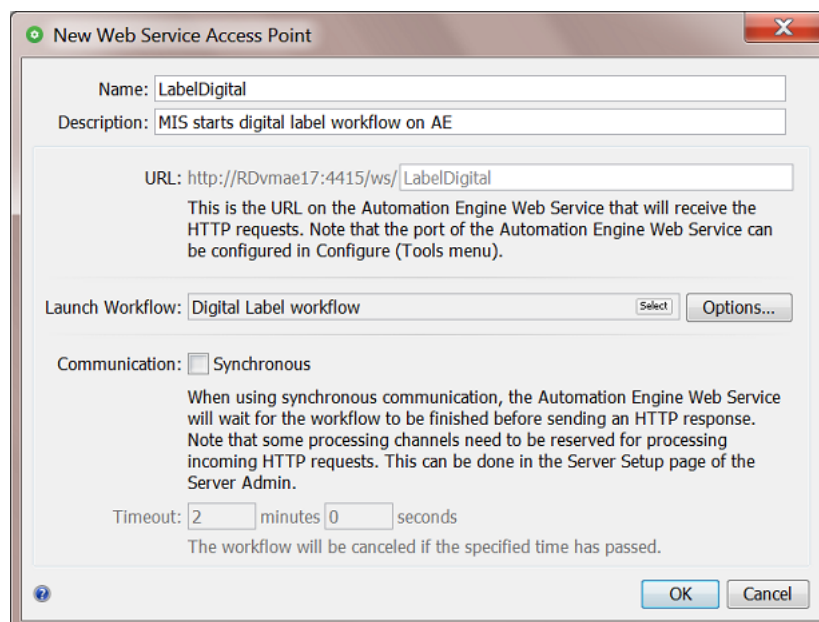 New Web Service Access Point
Name: LabelDigital
Description: MIS starts digital label workflow on AE
URL: http://RDvmae17:4415/ws/ LabelDigital
This is the URL on the Automation Engine Web Service that will receive the
HTTP requests. Note that the port of the Automation Engine Web Service can
be configured in Configure (Tools menu).
Launch Workflow: Digital Label workflow Select Options...
Communication: Synchronous
When using synchronous communication, the Automation Engine Web Service
will wait for the workflow to be finished before sending an HTTP response.
Note that some processing channels need to be reserved for processing
incoming HTTP requests. This can be done in the Server Setup page of the
Server Admin.
Timeout: 2 minutes 0 seconds
The workflow will be canceled if the specified time has passed.
? OK Cancel